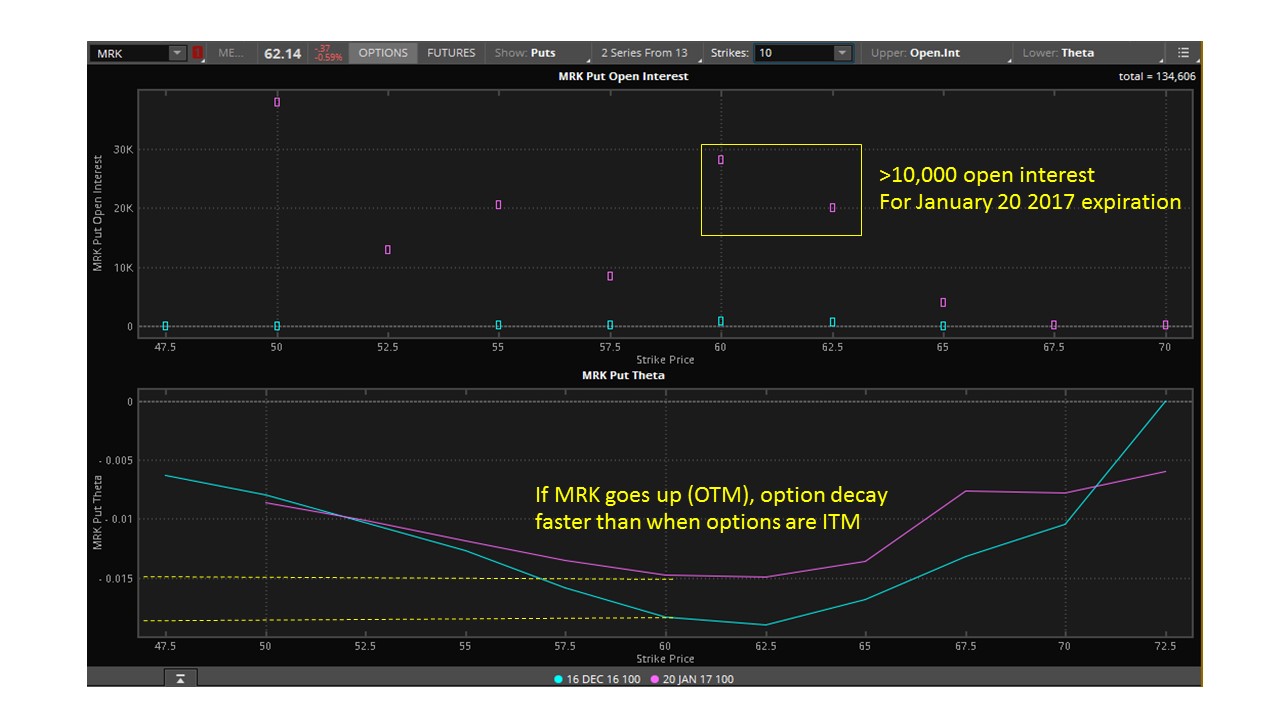 MRK ME... 62.14 -.37 -0.59% OPTIONS FUTURES Show: Puts 2 Series From 13 Strikes: 10 Upper: Open.Int Lower: Theta
MRK Put Open Interest total = 134,606
MRK Put Open Interest
30K
20K
10K
0
>10,000 open interest
For January 20 2017 expiration
47.5 50 52.5 55 57.5 60 62.5 65 67.5 70
Strike Price
MRK Put Theta
MRK Put Theta
0
- 0.005
- 0.01
- 0.015
If MRK goes up (OTM), option decay
faster than when options are ITM
47.5 50 52.5 55 57.5 60 62.5 65 67.5 70 72.5
Strike Price
16 DEC 16 100 20 JAN 17 100